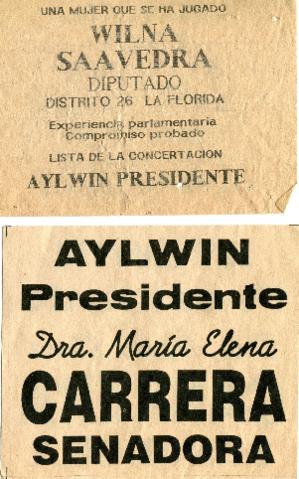 UNA MUJER QUE SE HA JUGADO
WILNA
SAAVEDRA
DIPUTADO
DISTRITO 26 LA FLORIDA
Experiencia parlamentaria
Compromiso probado
LISTA DE LA CONCERTACION
AYLWIN PRESIDENTE
AYLWIN
Presidente
Dra. María Elena
CARRERA
SENADORA